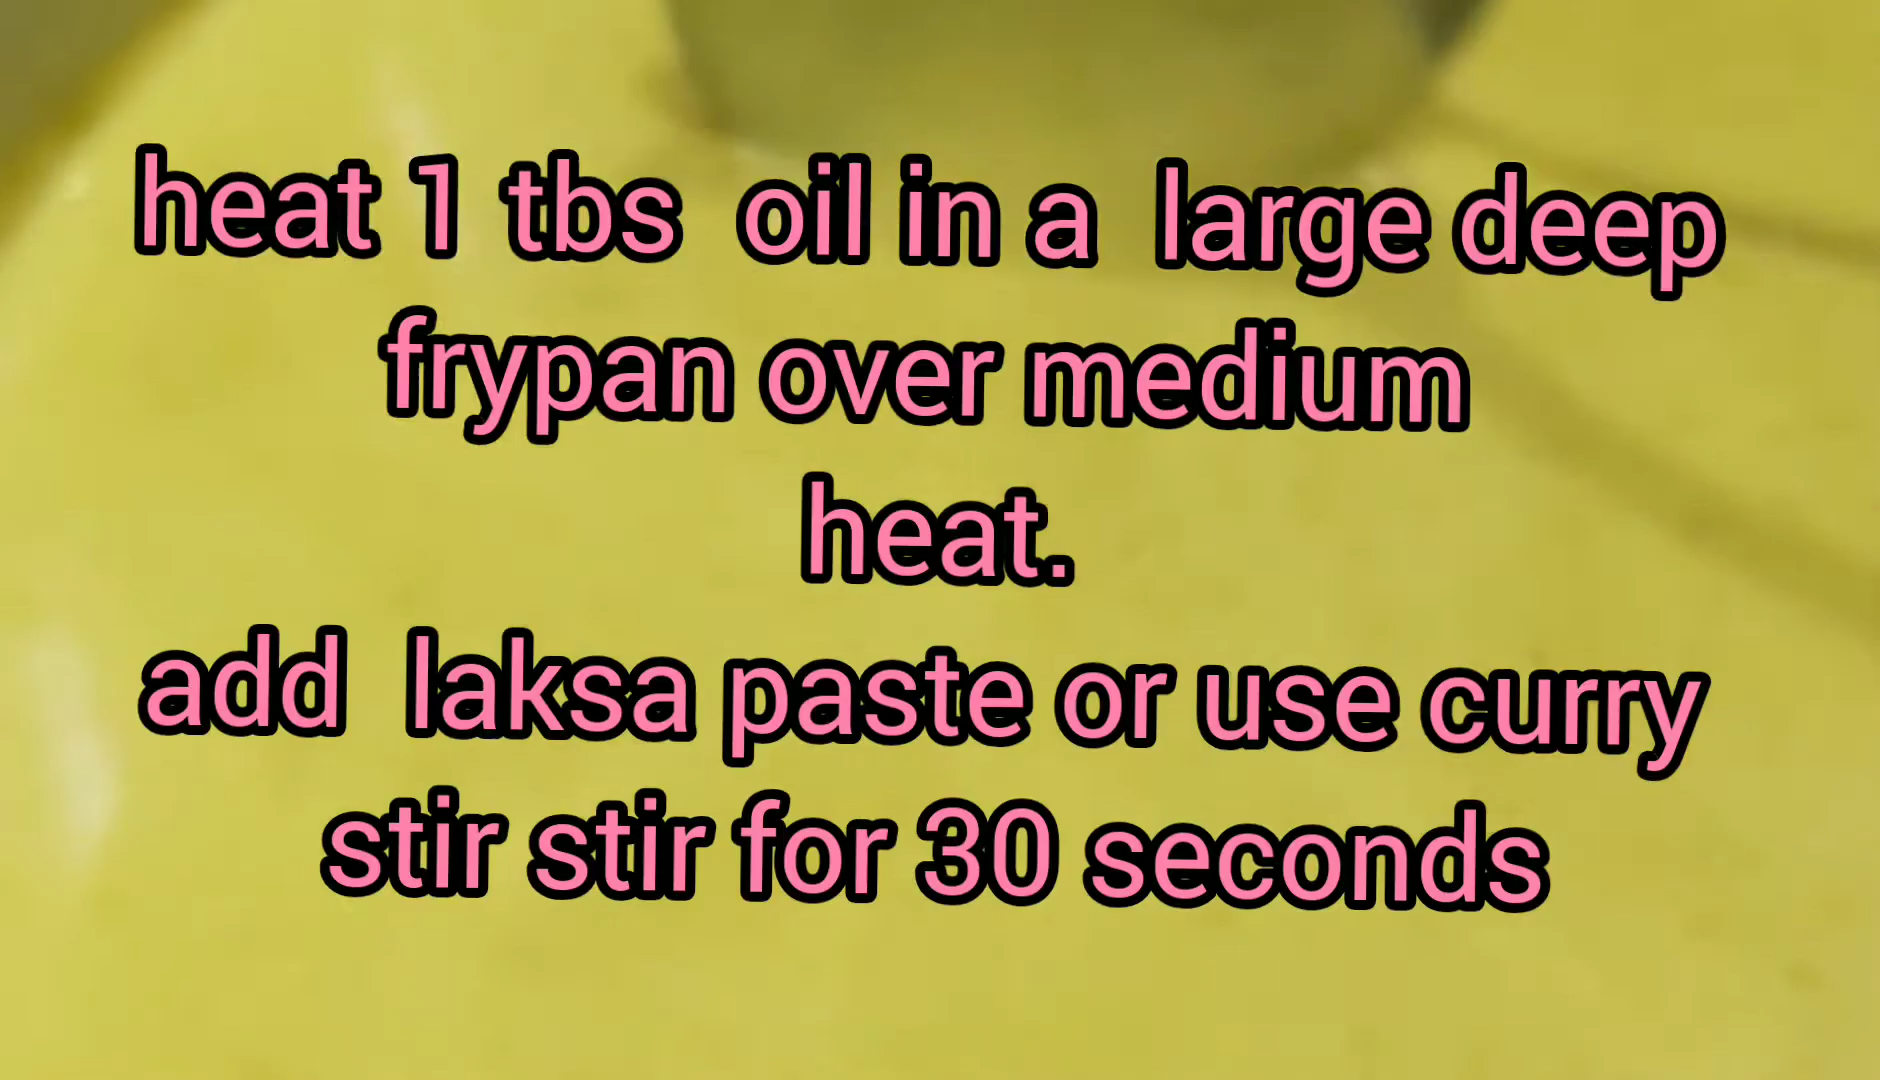 heat 1 tbs  oil in a  large deep
frypan over medium
heat.
add  laksa paste or use curry
stir stir for 30 seconds